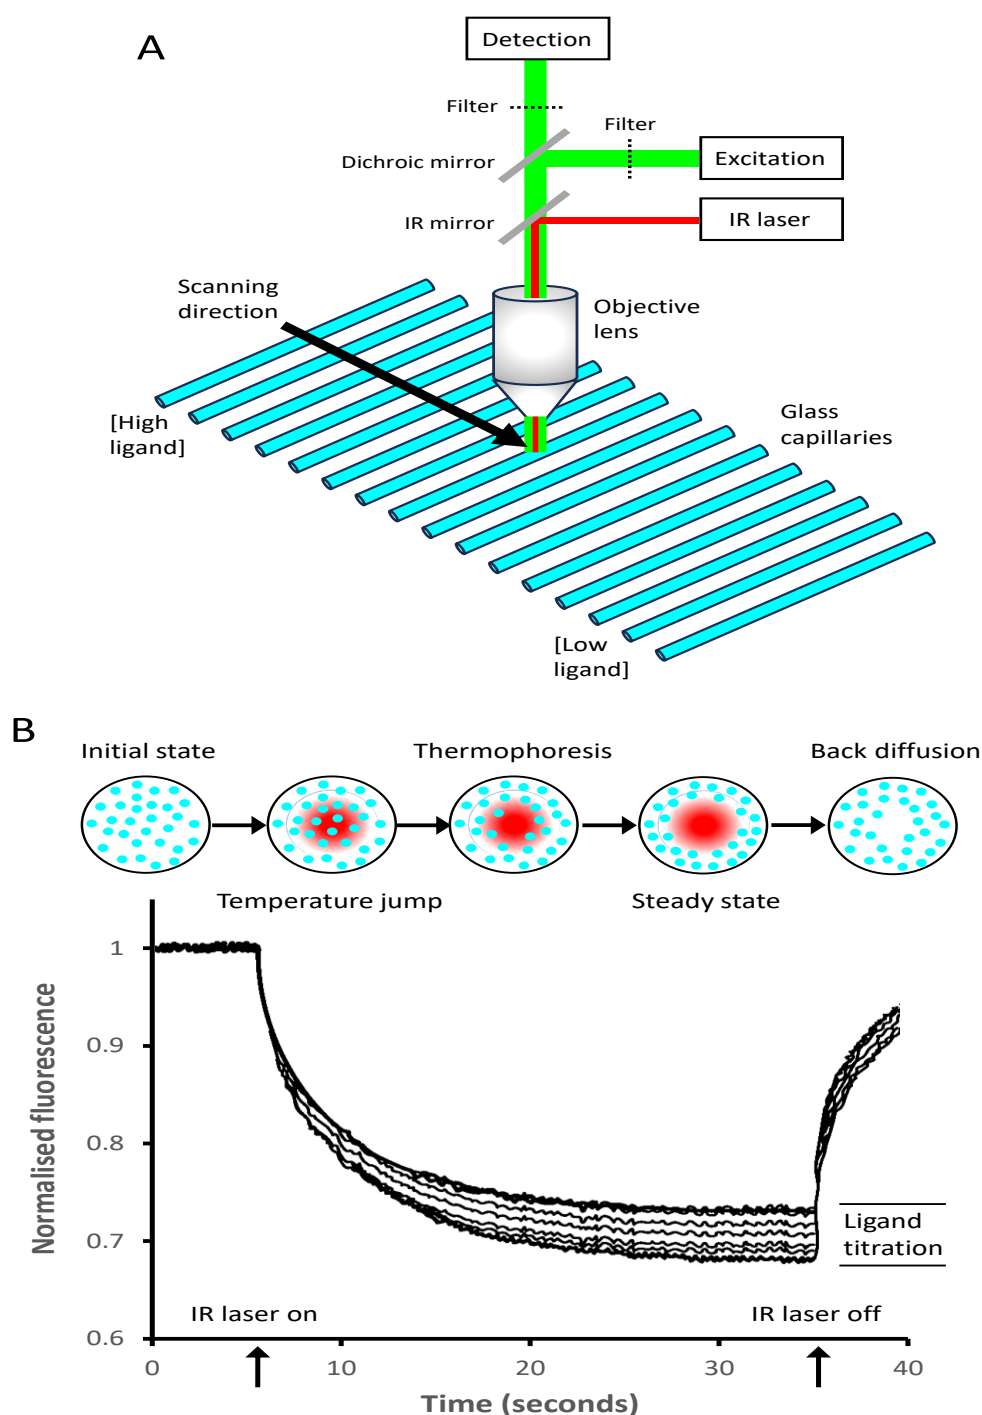 A
Detection
Filter
Filter
Dichroic mirror
Excitation
IR mirror
IR laser
Scanning
direction
Objective
lens
[High
ligand]
Glass
capillaries
[Low
ligand]
B
Initial state
Thermophoresis
Back diffusion
Temperature jump
Steady state
Normalised fluorescence
1
0.9
0.8
0.7
0.6
Ligand
titration
IR laser on
IR laser off
0
10
20
30
40
Time (seconds)